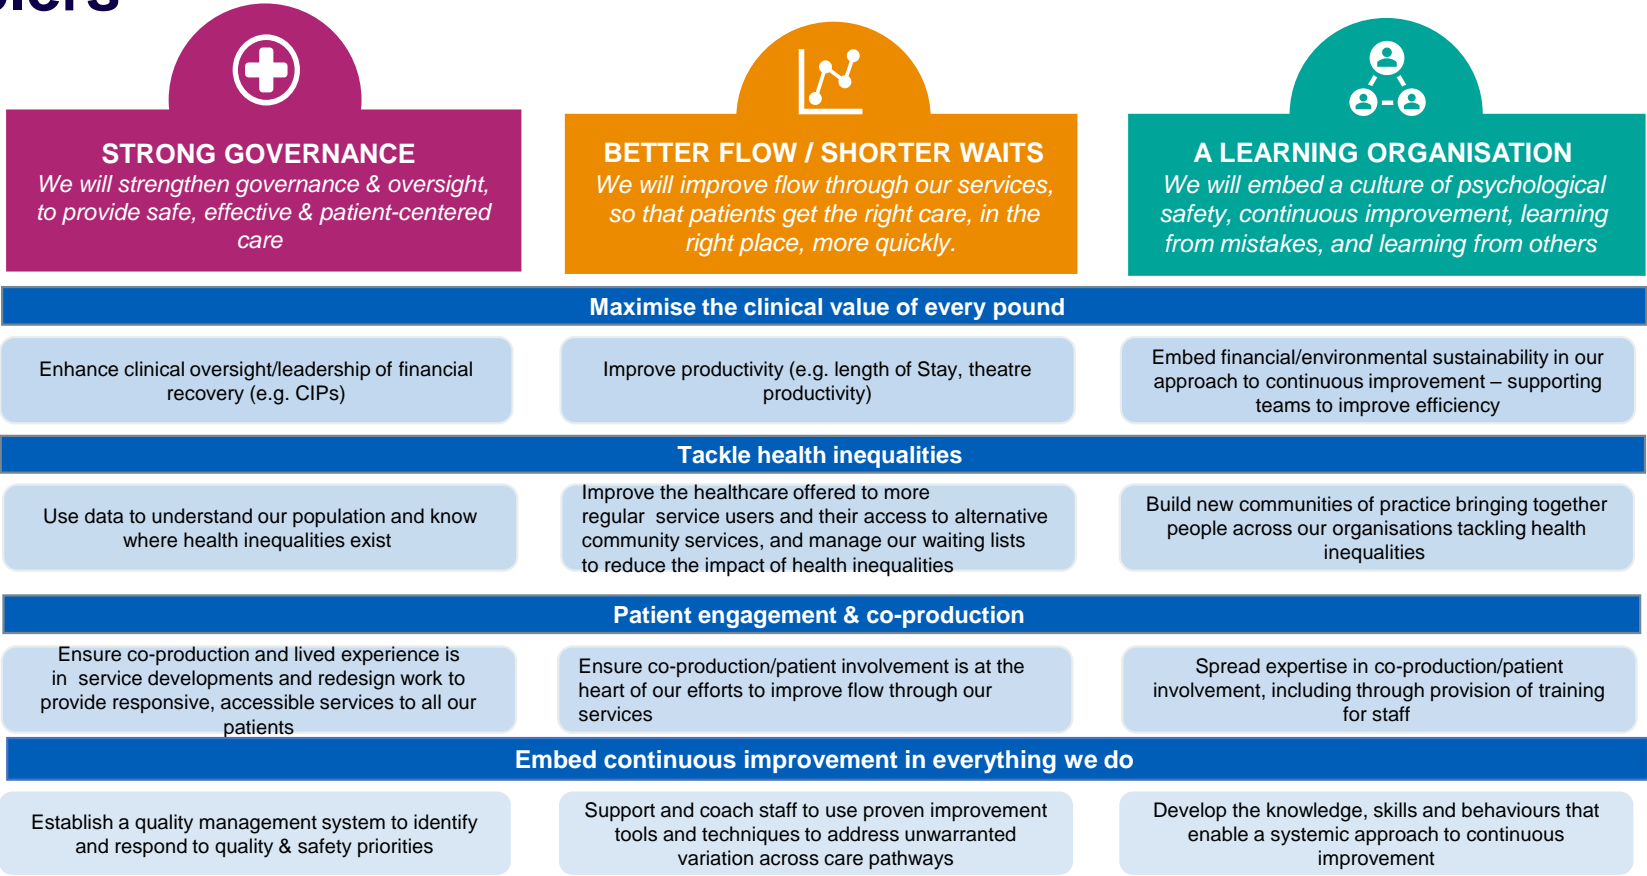 STRONG GOVERNANCE
We will strengthen governance & oversight,
to provide safe, effective & patient-centered
care
BETTER FLOW / SHORTER WAITS
We will improve flow through our services,
so that patients get the right care, in the
right place, more quickly.
A LEARNING ORGANISATION
We will embed a culture of psychological
safety, continuous improvement, learning
from mistakes, and learning from others
Maximise the clinical value of every pound
Enhance clinical oversight/leadership of financial
recovery (e.g. CIPs)
Improve productivity (e.g. length of Stay, theatre
productivity)
Embed financial/environmental sustainability in our
approach to continuous improvement – supporting
teams to improve efficiency
Tackle health inequalities
Use data to understand our population and know
where health inequalities exist
Improve the healthcare offered to more
regular service users and their access to alternative
community services, and manage our waiting lists
to reduce the impact of health inequalities
Build new communities of practice bringing together
people across our organisations tackling health
inequalities
Patient engagement & co-production
Ensure co-production and lived experience is
in service developments and redesign work to
provide responsive, accessible services to all our
patients
Ensure co-production/patient involvement is at the
heart of our efforts to improve flow through our
services
Spread expertise in co-production/patient
involvement, including through provision of training
for staff
Embed continuous improvement in everything we do
Establish a quality management system to identify
and respond to quality & safety priorities
Support and coach staff to use proven improvement
tools and techniques to address unwarranted
variation across care pathways
Develop the knowledge, skills and behaviours that
enable a systemic approach to continuous
improvement